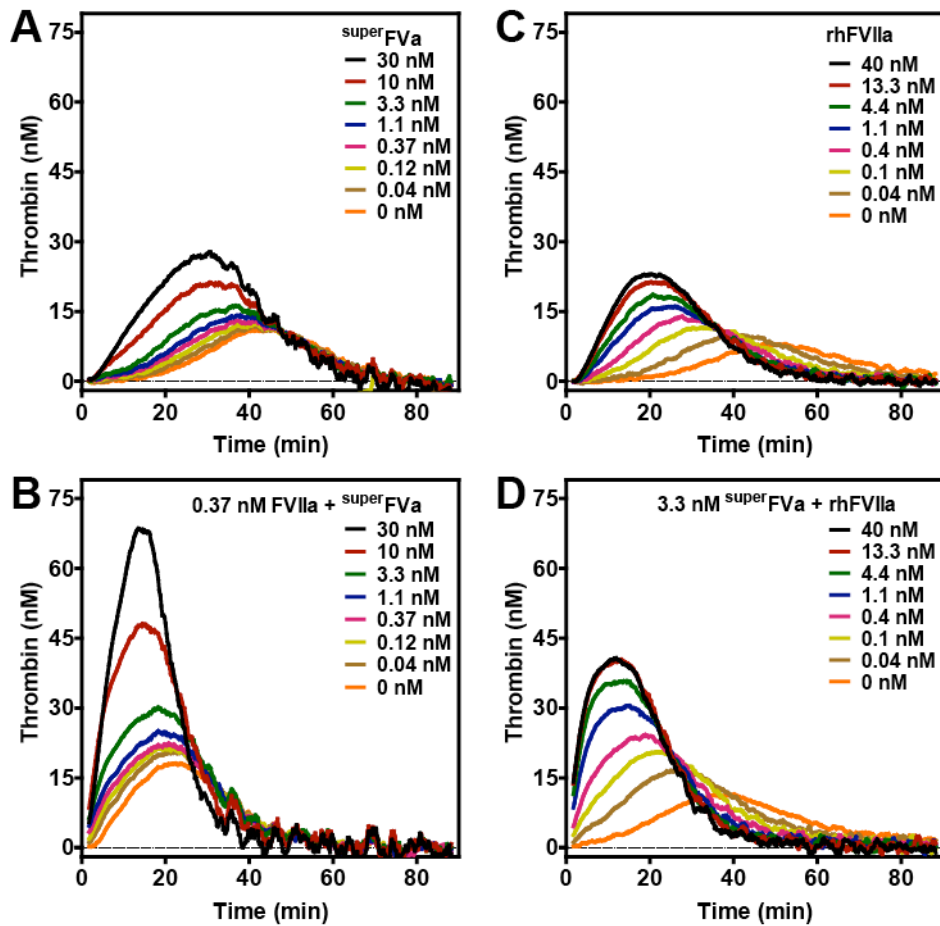 A
superFVa
30 nM
10 nM
3.3 nM
1.1 nM
0.37 nM
0.12 nM
0.04 nM
0 nM
75
60
45
30
15
0
Thrombin (nM)
0 20 40 60 80
Time (min)
C
rhFVIIa
40 nM
13.3 nM
4.4 nM
1.1 nM
0.4 nM
0.1 nM
0.04 nM
0 nM
75
60
45
30
15
0
Thrombin (nM)
0 20 40 60 80
Time (min)
B
0.37 nM FVIIa + superFVa
30 nM
10 nM
3.3 nM
1.1 nM
0.37 nM
0.12 nM
0.04 nM
0 nM
75
60
45
30
15
0
Thrombin (nM)
0 20 40 60 80
Time (min)
D
3.3 nM superFVa + rhFVIIa
40 nM
13.3 nM
4.4 nM
1.1 nM
0.4 nM
0.1 nM
0.04 nM
0 nM
75
60
45
30
15
0
Thrombin (nM)
0 20 40 60 80
Time (min)